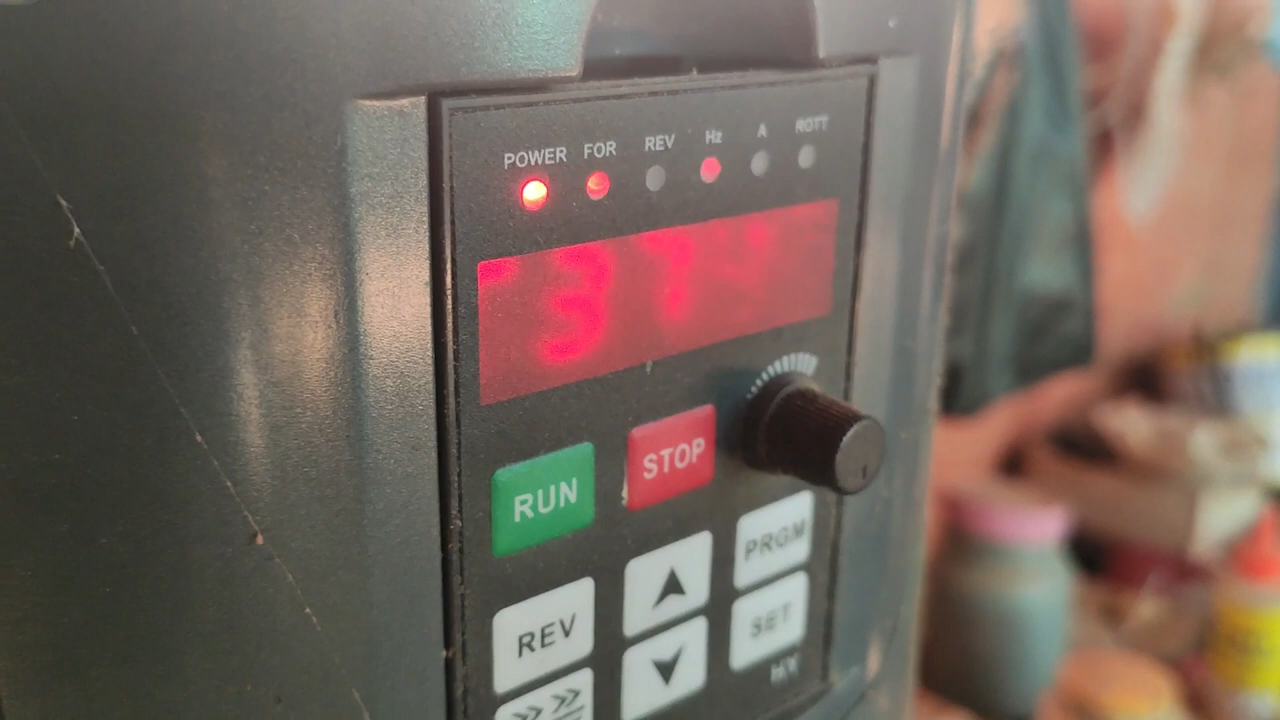 POWER FOR REV Hz A ROTT
RUN STOP
PRGM
REV
SET